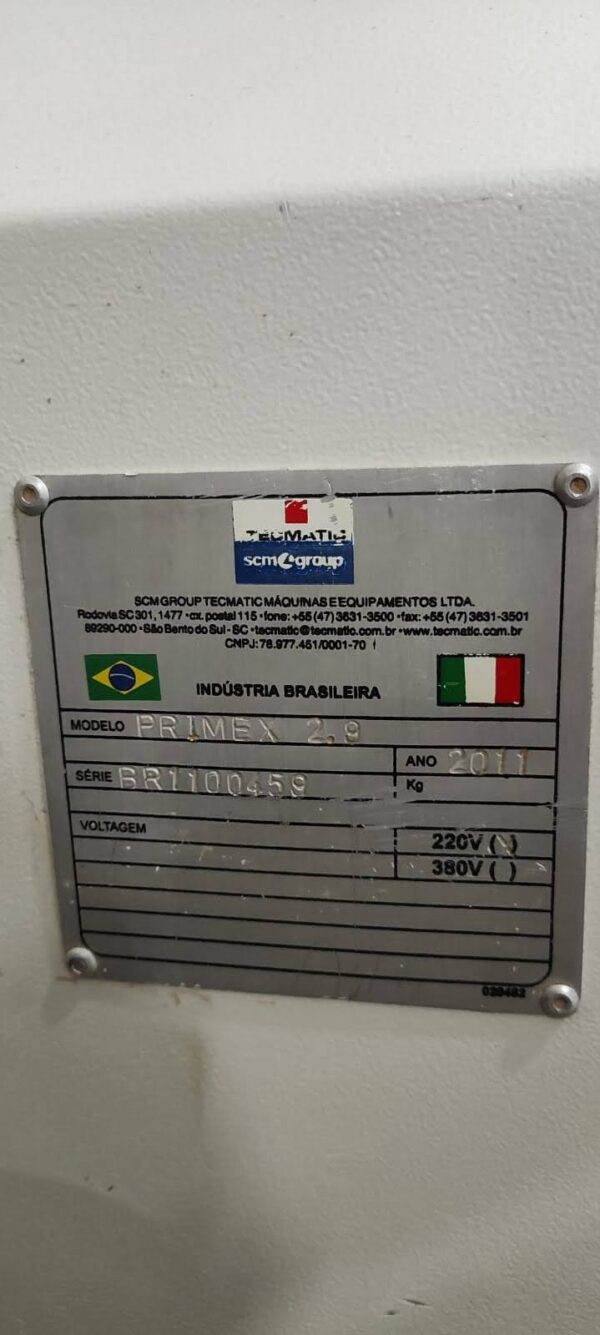 TECMATIC
scm group
SCM GROUP TECMATIC MÁQUINAS E EQUIPAMENTOS LTDA.
Rodovia SC 301, 1477 • cx. postal 115 • fone: +55 (47) 3631-3500 • fax: +55 (47) 3631-3501
89290-000 • São Bento do Sul - SC • tecmatic@tecmatic.com.br • www.tecmatic.com.br
CNPJ: 78.977.451/0001-70
INDÚSTRIA BRASILEIRA
MODELO PRIMEX 2.9
ANO 2011
SÉRIE BR1100459
Kg
VOLTAGEM
220V (\)
380V ( )